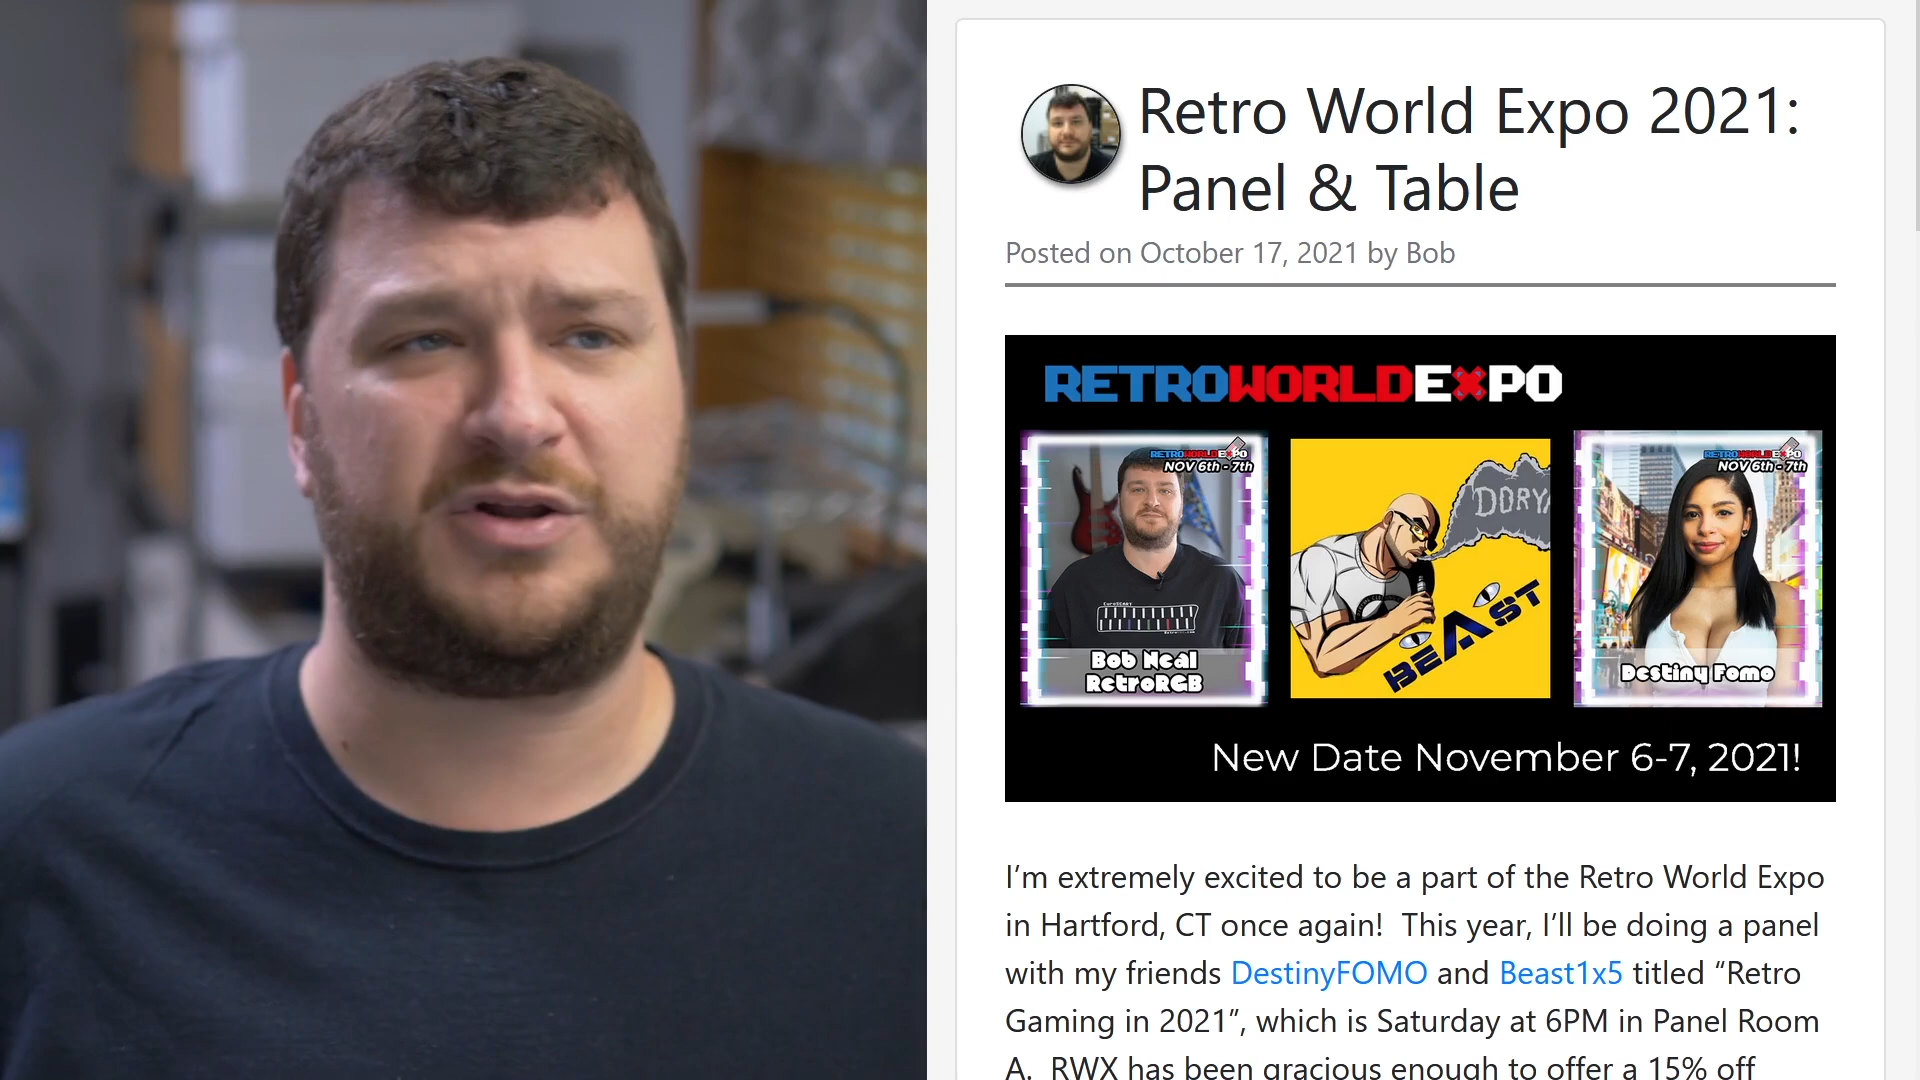 Retro World Expo 2021:
Panel & Table
Posted on October 17, 2021 by Bob
RETROWORLDEXPO
RETROWORLDEXPO
NOV 6th - 7th
Bob Neal
RetroRGB
DORYA
BEAST
RETROWORLDEXPO
NOV 6th - 7th
Destiny Fomo
New Date November 6-7, 2021!
I’m extremely excited to be a part of the Retro World Expo
in Hartford, CT once again!  This year, I’ll be doing a panel
with my friends DestinyFOMO and Beast1x5 titled “Retro
Gaming in 2021”, which is Saturday at 6PM in Panel Room
A.  RWX has been gracious enough to offer a 15% off